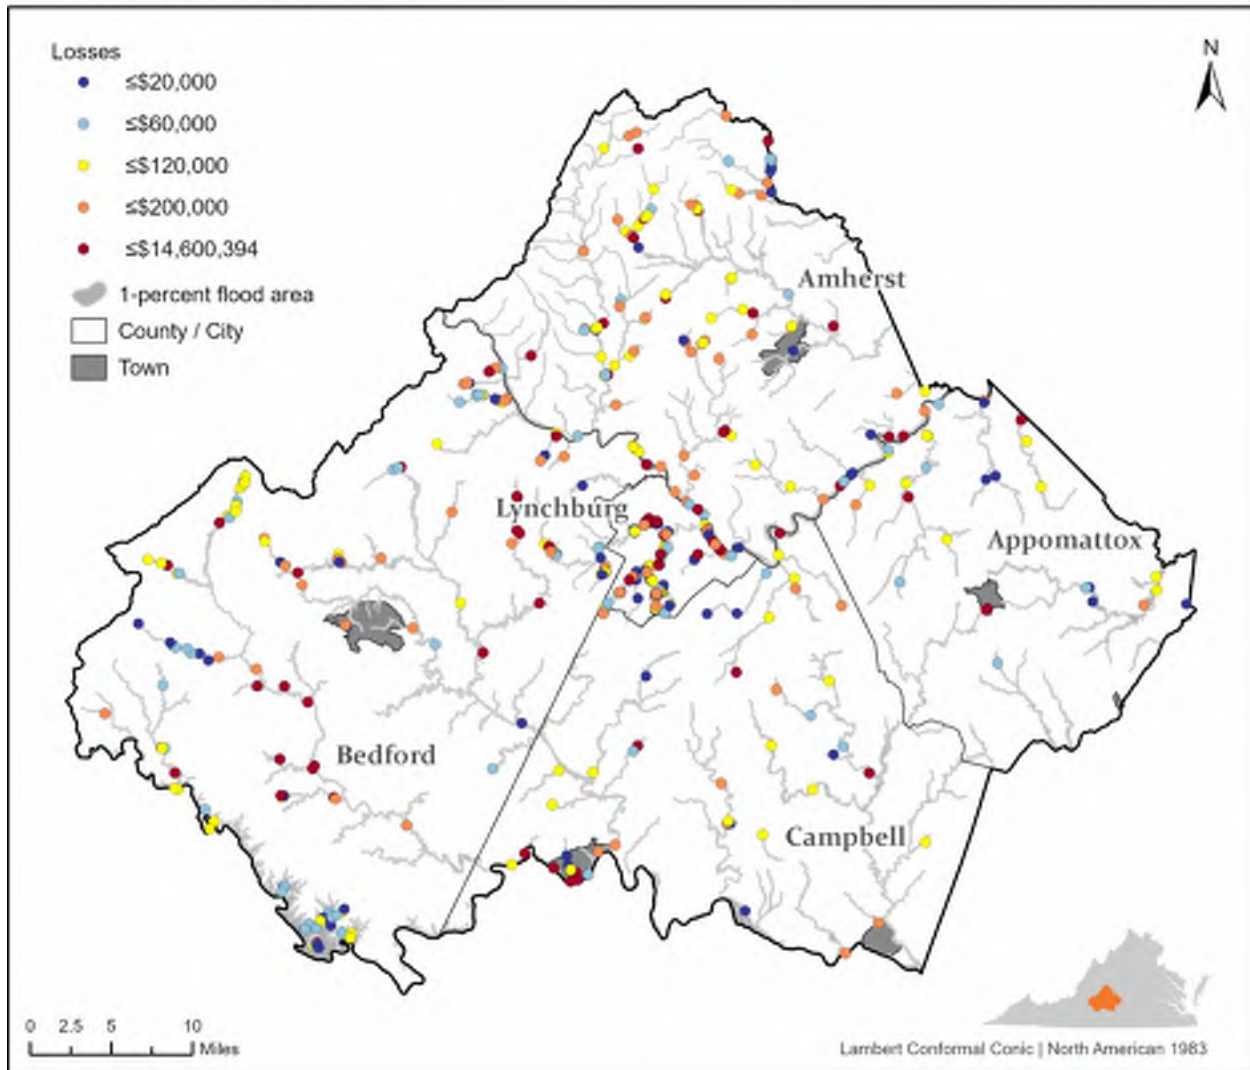 Losses
≤$20,000
≤$60,000
≤$120,000
≤$200,000
≤$14,600,394
1-percent flood area
County / City
Town
N
Amherst
Lynchburg
Appomattox
Bedford
Campbell
0 2.5 5 10
Miles
Lambert Conformal Conic | North American 1983